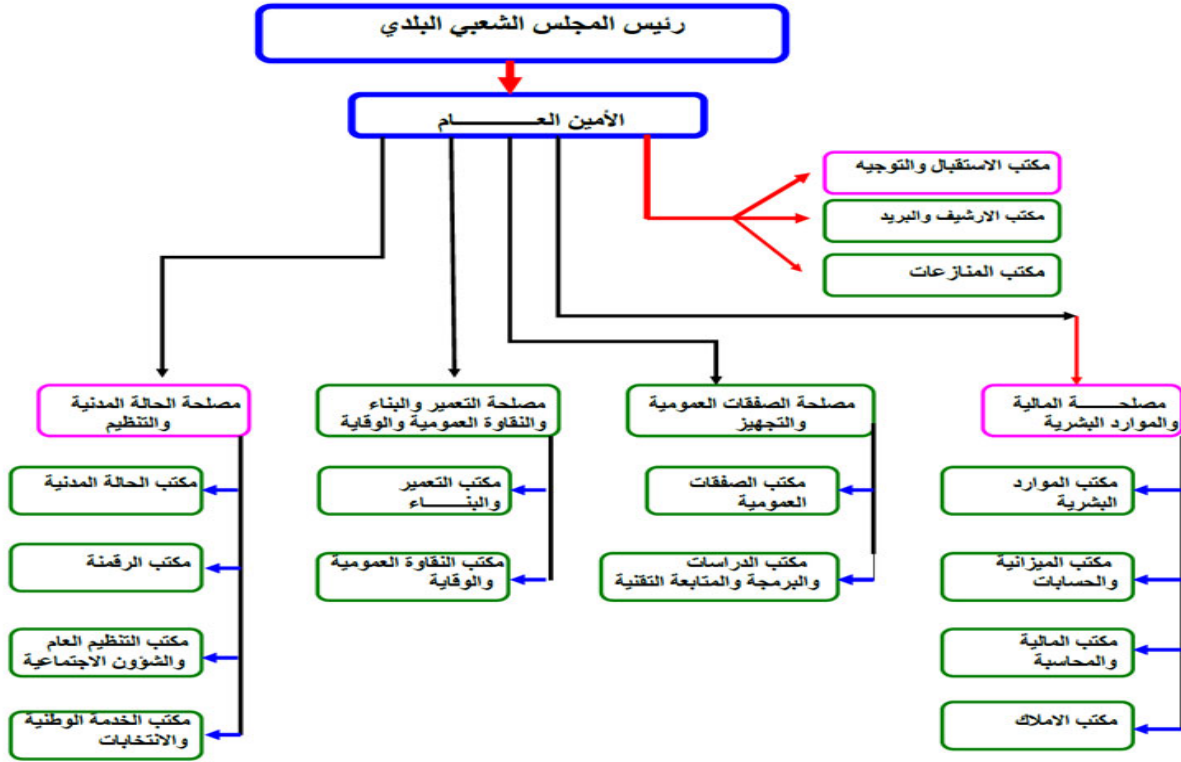 رئيس المجلس الشعبي البلدي
الأمين العـــــــــــام
مكتب الاستقبال والتوجيه
مكتب الارشيف والبريد
مكتب المنازعات
مصلحـــــة المالية
والموارد البشرية
مكتب الموارد
البشرية
مكتب الميزانية
والحسابات
مكتب المالية
والمحاسبة
مكتب الاملاك
مصلحة الصفقات العمومية
والتجهيز
مكتب الصفقات
العمومية
مكتب الدراسات
والبرمجة والمتابعة التقنية
مصلحة التعمير والبناء
والنقاوة العمومية والوقاية
مكتب التعمير
والبنـــــاء
مكتب النقاوة العمومية
والوقاية
مصلحة الحالة المدنية
والتنظيم
مكتب الحالة المدنية
مكتب الرقمنة
مكتب التنظيم العام
والشؤون الاجتماعية
مكتب الخدمة الوطنية
والانتخابات